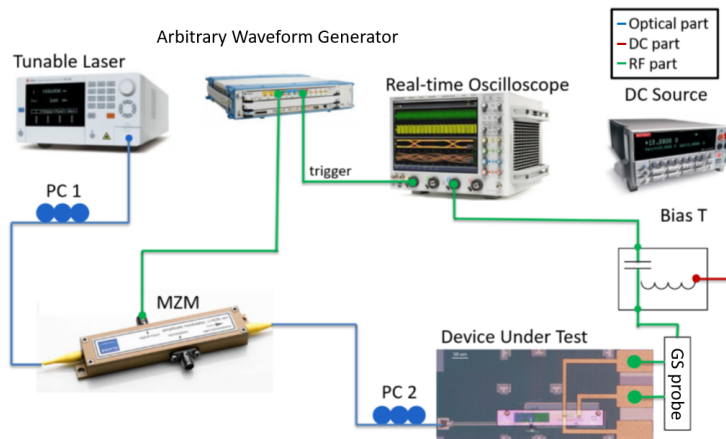 Optical part
DC part
RF part
Arbitrary Waveform Generator
Tunable Laser
Real-time Oscilloscope
DC Source
trigger
PC 1
Bias T
MZM
Device Under Test
GS probe
PC 2